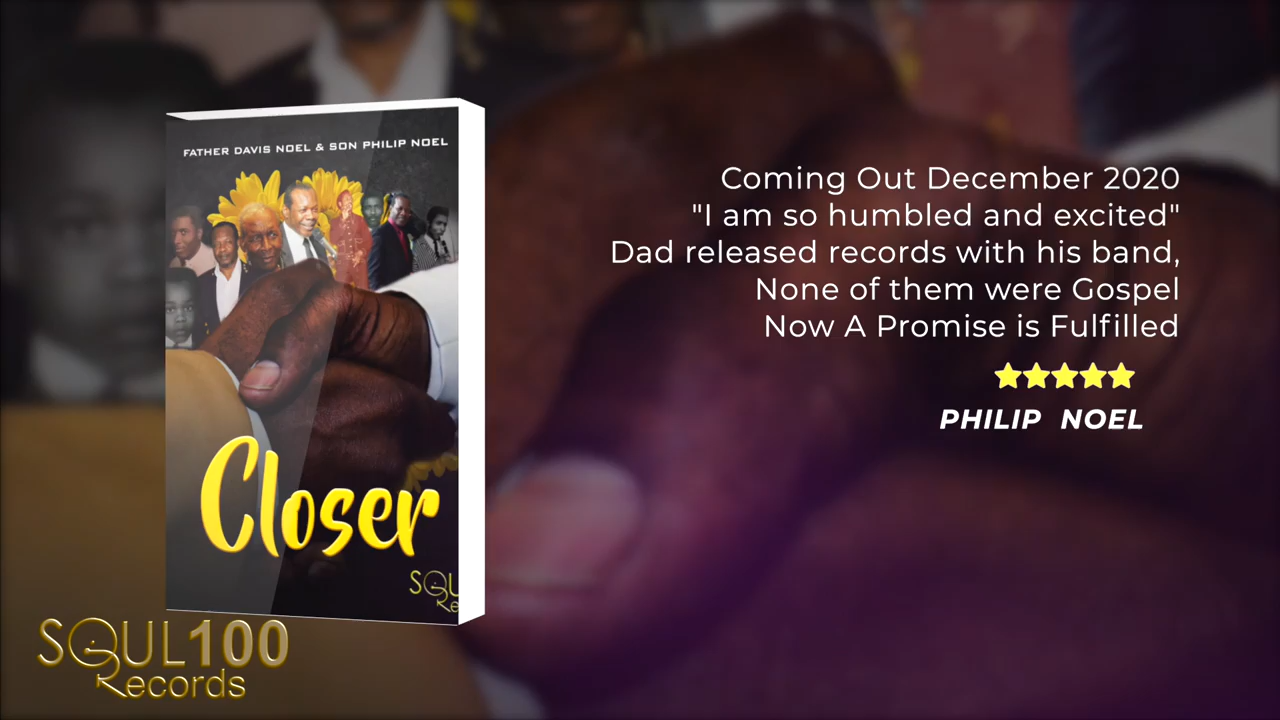 FATHER DAVIS NOEL & SON PHILIP NOEL
Closer
SOUL100
Records
Coming Out December 2020
"I am so humbled and excited"
Dad released records with his band,
None of them were Gospel
Now A Promise is Fulfilled
PHILIP NOEL